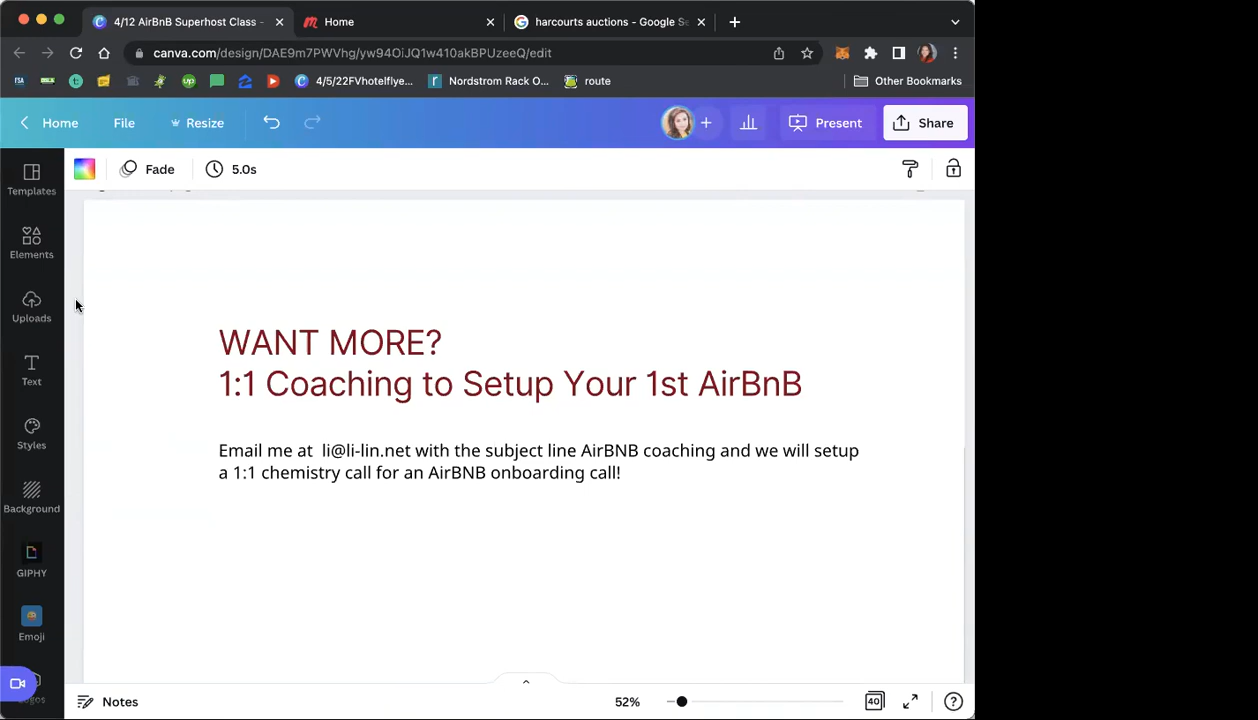 4/12 AirBnB Superhost Class -
Home
harcourts auctions - Google Se
canva.com/design/DAE9m7PWVhg/yw94OiJQ1w410akBPUzeeQ/edit
4/5/22FVhotelflye...
Nordstrom Rack O...
route
Other Bookmarks
Home
File
Resize
Present
Share
Templates
Fade
5.0s
Elements
Uploads
Text
Styles
Background
GIPHY
Emoji
WANT MORE?
1:1 Coaching to Setup Your 1st AirBnB
Email me at  li@li-lin.net with the subject line AirBNB coaching and we will setup
a 1:1 chemistry call for an AirBNB onboarding call!
Notes
52%
40